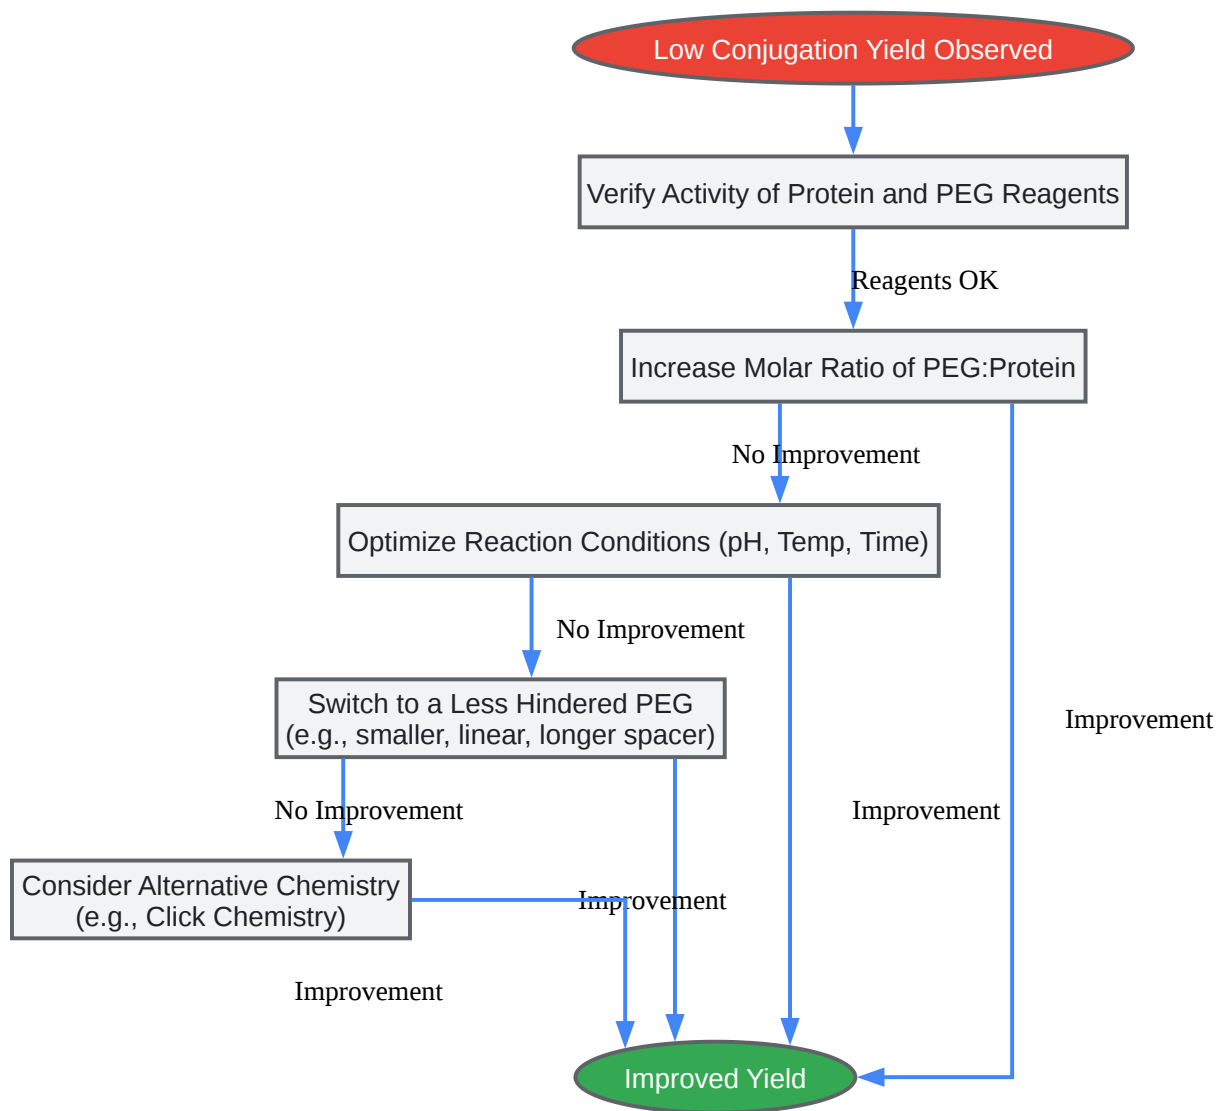 Low Conjugation Yield Observed
Verify Activity of Protein and PEG Reagents
Reagents OK
Increase Molar Ratio of PEG:Protein
No Improvement
Optimize Reaction Conditions (pH, Temp, Time)
No Improvement
Switch to a Less Hindered PEG
(e.g., smaller, linear, longer spacer)
Improvement
No Improvement
Improvement
Consider Alternative Chemistry
(e.g., Click Chemistry)
Improvement
Improvement
Improved Yield